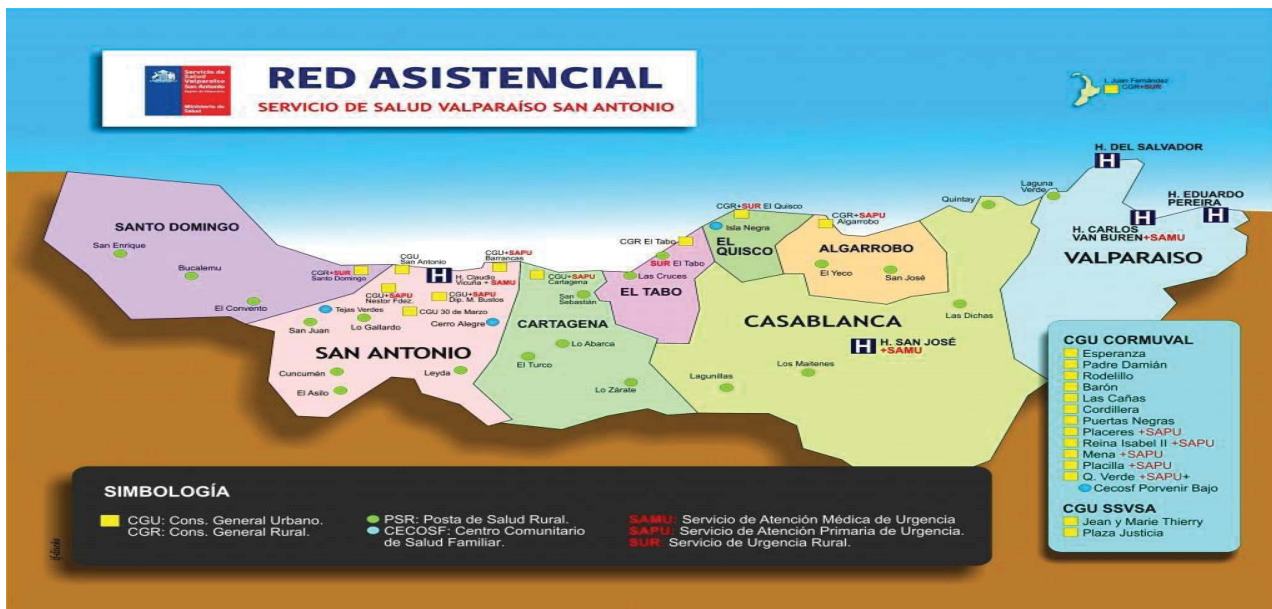 Servicio de
Salud
Valparaíso
San Antonio
Ministerio de
Salud
RED ASISTENCIAL
SERVICIO DE SALUD VALPARAÍSO SAN ANTONIO
I. Juan Fernández
CGR+SUR
H. DEL SALVADOR
H
H. EDUARDO
PEREIRA
H
H. CARLOS
VAN BUREN+SAMU
H
VALPARAISO
Laguna
Verde
Quintay
SANTO DOMINGO
San Enrique
Bucalemu
El Convento
CGR+SUR
Santo Domingo
CGU
San Antonio
H
H. Claudio
Vicuña + SAMU
CGU+SAPU
Barrancas
CGU+SAPU
Nestor Fdez.
CGU+SAPU
Dip. M. Bustos
Tejas Verdes
CGU 30 de Marzo
Cerro Alegre
San Juan
Lo Gallardo
SAN ANTONIO
Cuncumén
Leyda
El Asilo
CGU+SAPU
Cartagena
San
Sebastián
CARTAGENA
Lo Abarca
El Turco
Lo Zárate
CGR El Tabo
SUR El Tabo
Las Cruces
EL TABO
CGR+SUR El Quisco
Isla Negra
EL
QUISCO
CGR+SAPU
Algarrobo
ALGARROBO
El Yeco
San José
Las Dichas
CASABLANCA
H
H. SAN JOSÉ
+SAMU
Los Maitenes
Lagunillas
CGU CORMUVAL
Esperanza
Padre Damián
Rodelillo
Barón
Las Cañas
Cordillera
Puertas Negras
Placeres +SAPU
Reina Isabel II +SAPU
Mena +SAPU
Placilla +SAPU
Q. Verde +SAPU+
Cecosf Porvenir Bajo
CGU SSVSA
Jean y Marie Thierry
Plaza Justicia
SIMBOLOGÍA
CGU: Cons. General Urbano.
CGR: Cons. General Rural.
PSR: Posta de Salud Rural.
CECOSF: Centro Comunitario
de Salud Familiar.
SAMU: Servicio de Atención Médica de Urgencia
SAPU: Servicio de Atención Primaria de Urgencia.
SUR: Servicio de Urgencia Rural.